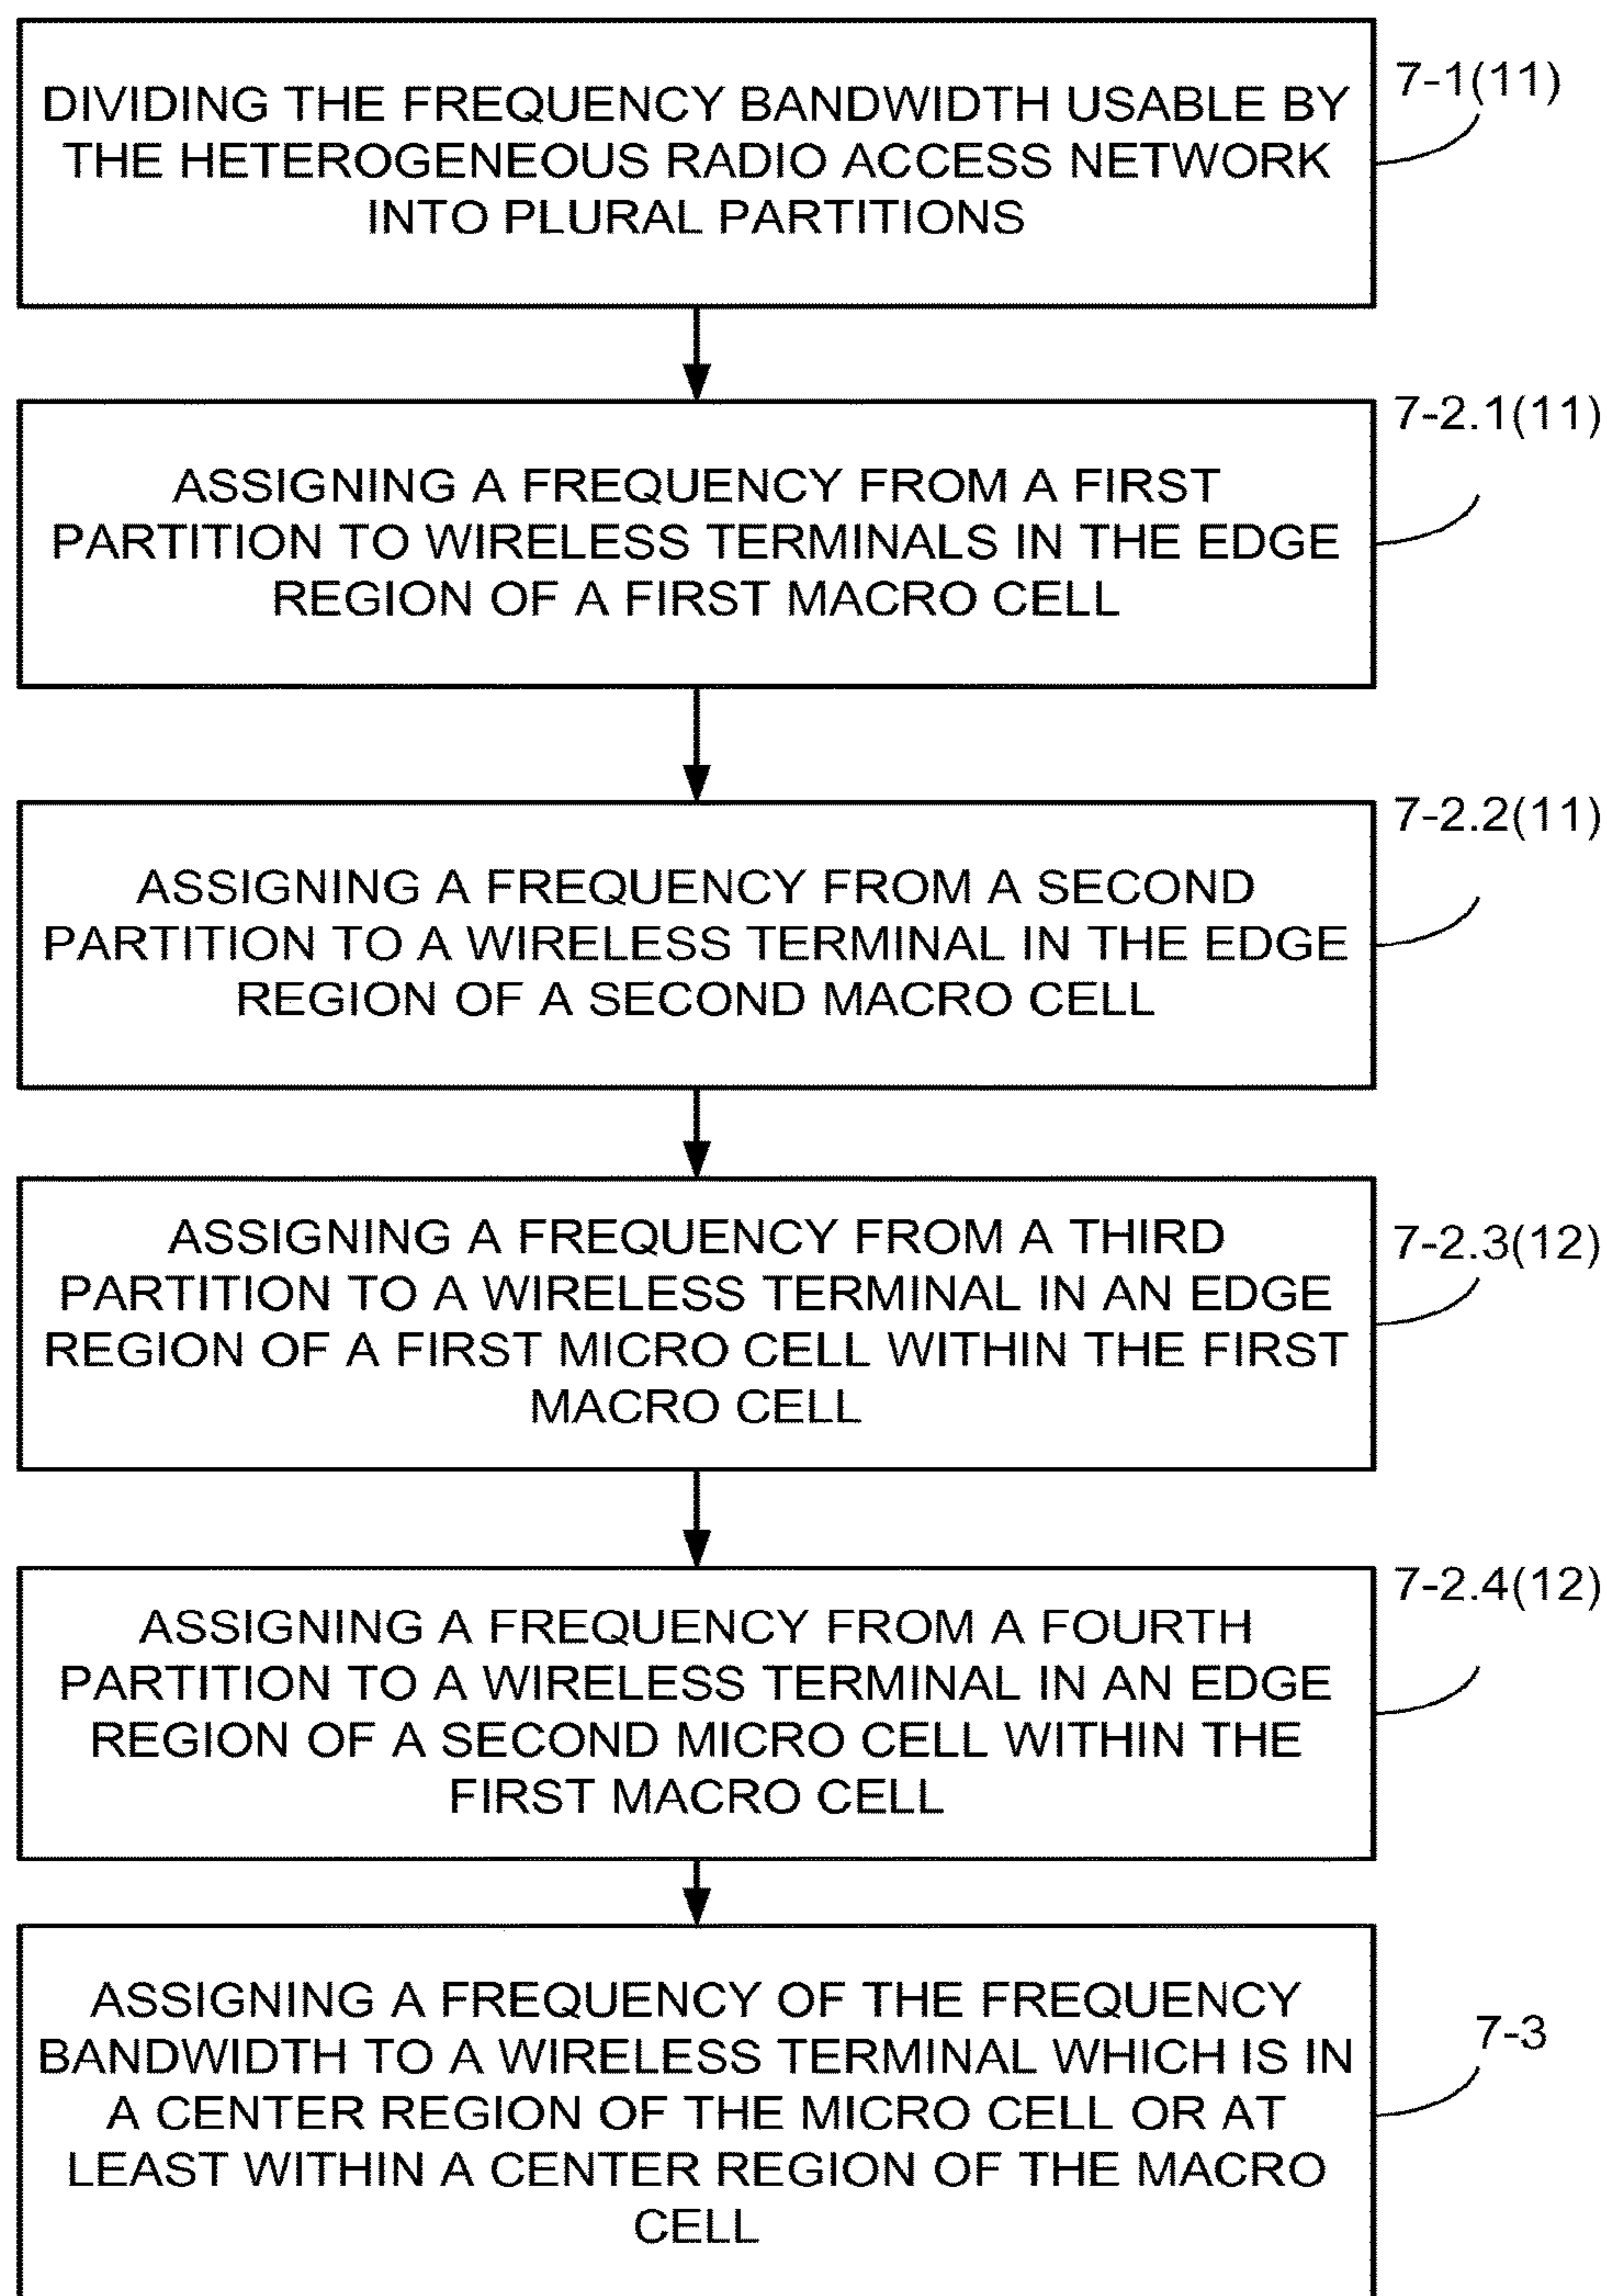 DIVIDING THE FREQUENCY BANDWIDTH USABLE BY
THE HETEROGENEOUS RADIO ACCESS NETWORK
INTO PLURAL PARTITIONS
7-1(11)
ASSIGNING A FREQUENCY FROM A FIRST
PARTITION TO WIRELESS TERMINALS IN THE EDGE
REGION OF A FIRST MACRO CELL
7-2.1(11)
ASSIGNING A FREQUENCY FROM A SECOND
PARTITION TO A WIRELESS TERMINAL IN THE EDGE
REGION OF A SECOND MACRO CELL
7-2.2(11)
ASSIGNING A FREQUENCY FROM A THIRD
PARTITION TO A WIRELESS TERMINAL IN AN EDGE
REGION OF A FIRST MICRO CELL WITHIN THE FIRST
MACRO CELL
7-2.3(12)
ASSIGNING A FREQUENCY FROM A FOURTH
PARTITION TO A WIRELESS TERMINAL IN AN EDGE
REGION OF A SECOND MICRO CELL WITHIN THE
FIRST MACRO CELL
7-2.4(12)
ASSIGNING A FREQUENCY OF THE FREQUENCY
BANDWIDTH TO A WIRELESS TERMINAL WHICH IS IN
A CENTER REGION OF THE MICRO CELL OR AT
LEAST WITHIN A CENTER REGION OF THE MACRO
CELL
7-3